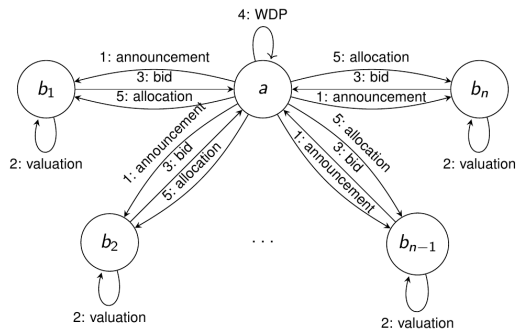 4: WDP
1: announcement
3: bid
5: allocation
5: allocation
3: bid
1: announcement
b1
a
bn
2: valuation
2: valuation
1: announcement
3: bid
5: allocation
5: allocation
3: bid
1: announcement
b2
. . .
bn−1
2: valuation
2: valuation